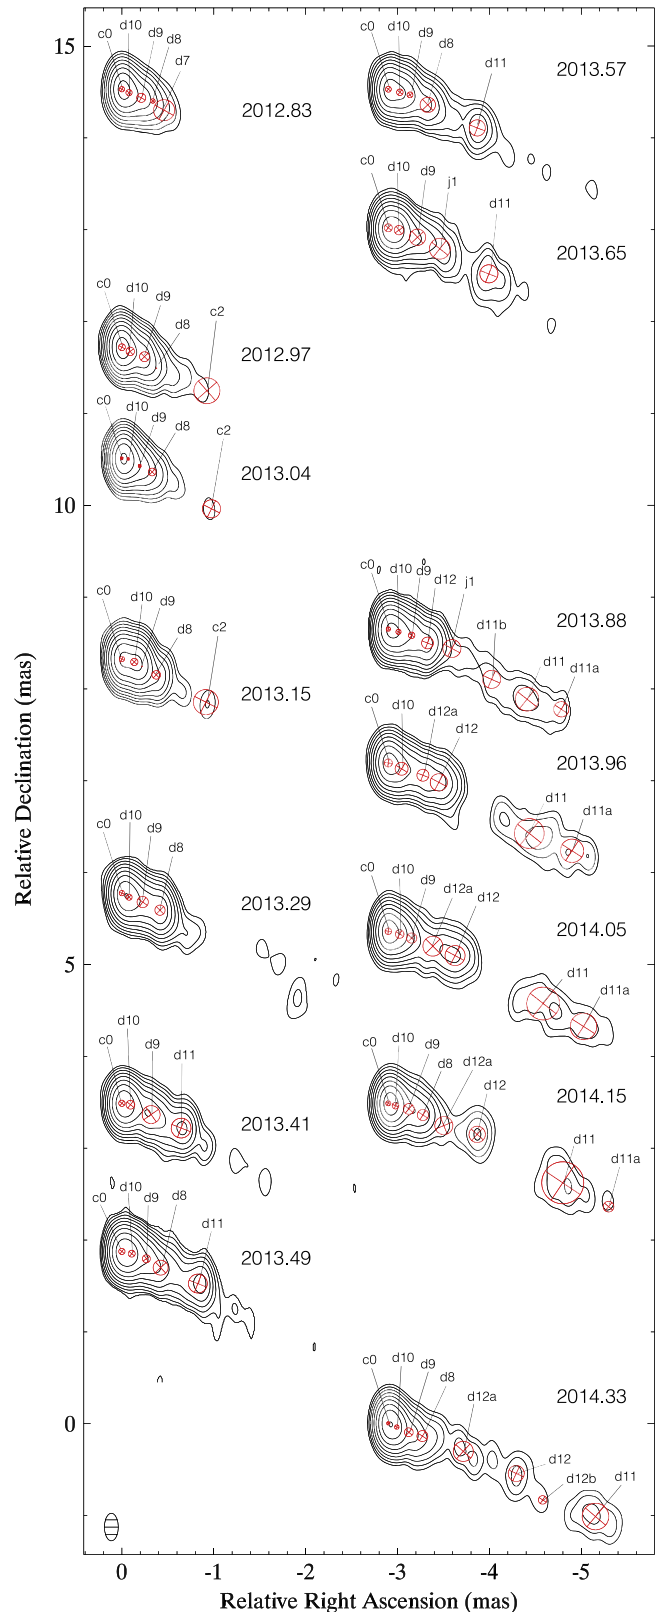 15
c0 d10 d9 d8 d7
2012.83
c0 d10 d9 d8 d11
2013.57
c0 d10 d9 j1 d11
2013.65
c0 d10 d9 d8 c2
2012.97
c0 d10 d9 d8 c2
2013.04
10
c0 d10 d9 d12 j1 d11b d11 d11a
2013.88
c0 d10 d9 d8 c2
2013.15
c0 d10 d12a d12 d11 d11a
2013.96
c0 d10 d9 d8
2013.29
c0 d10 d9 d12a d12 d11 d11a
2014.05
5
c0 d10 d9 d11
2013.41
c0 d10 d9 d8 d12a d12 d11 d11a
2014.15
c0 d10 d9 d8 d11
2013.49
c0 d10 d9 d8 d12a d12 d12b d11
2014.33
0
0 -1 -2 -3 -4 -5
Relative Right Ascension (mas)
Relative Declination (mas)